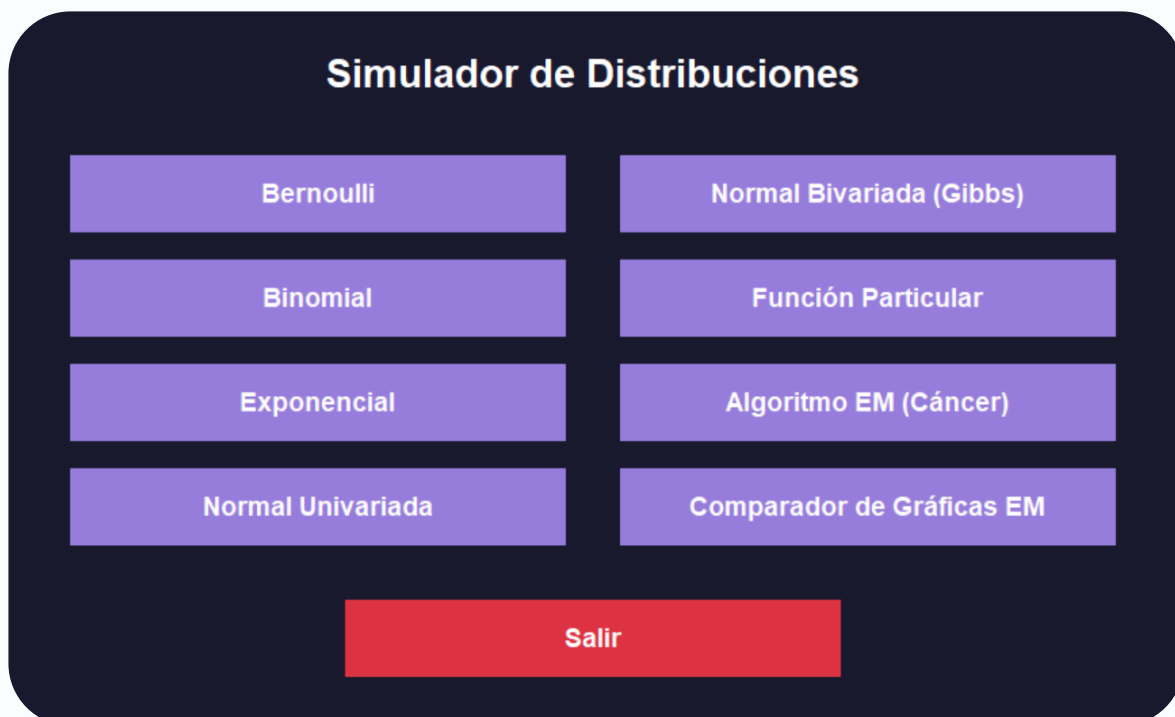 Simulador de Distribuciones
Bernoulli
Normal Bivariada (Gibbs)
Binomial
Función Particular
Exponencial
Algoritmo EM (Cáncer)
Normal Univariada
Comparador de Gráficas EM
Salir